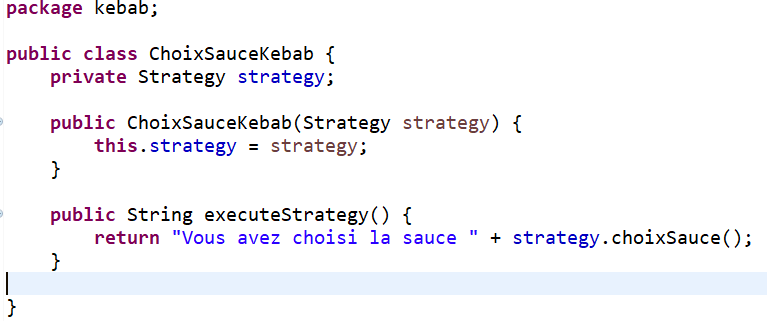 package kebab;
public class ChoixSauceKebab {
    private Strategy strategy;
    public ChoixSauceKebab(Strategy strategy) {
        this.strategy = strategy;
    }
    public String executeStrategy() {
        return "Vous avez choisi la sauce " + strategy.choixSauce();
    }
}